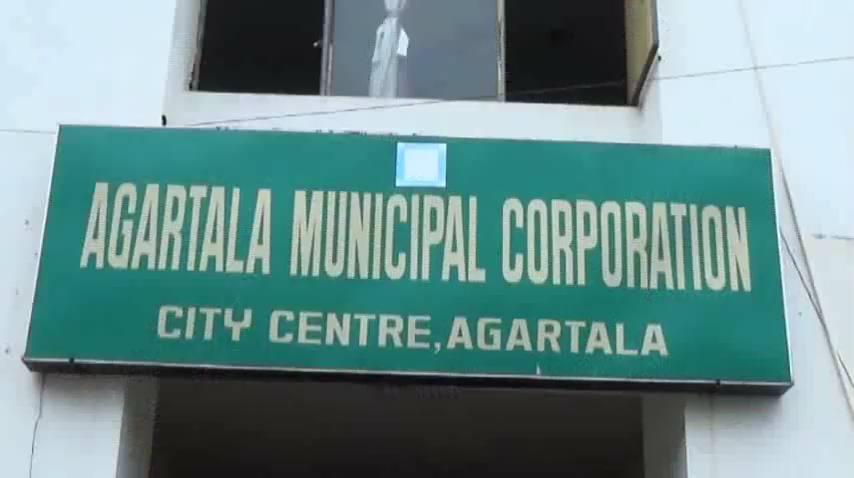 AGARTALA MUNICIPAL CORPORATION
CITY CENTRE, AGARTALA